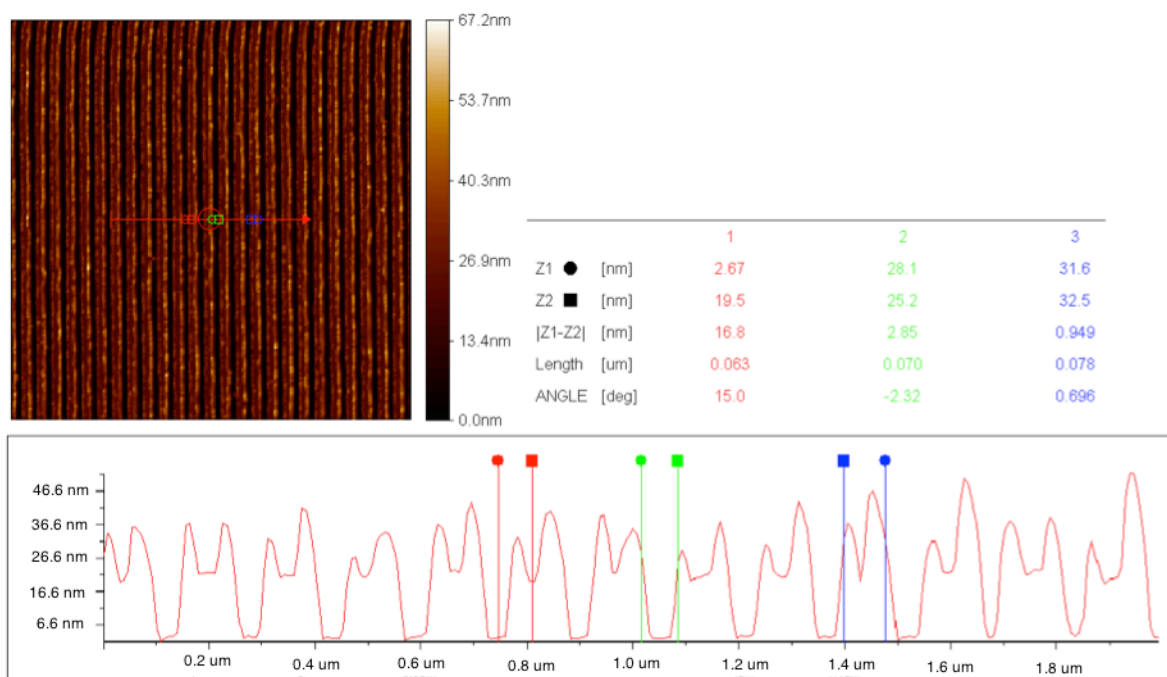 67.2nm
53.7nm
40.3nm
26.9nm
13.4nm
0.0nm
1 2 3
Z1 [nm] 2.67 28.1 31.6
Z2 [nm] 19.5 25.2 32.5
|Z1-Z2| [nm] 16.8 2.85 0.949
Length [um] 0.063 0.070 0.078
ANGLE [deg] 15.0 -2.32 0.696
46.6 nm
36.6 nm
26.6 nm
16.6 nm
6.6 nm
0.2 um 0.4 um 0.6 um 0.8 um 1.0 um 1.2 um 1.4 um 1.6 um 1.8 um